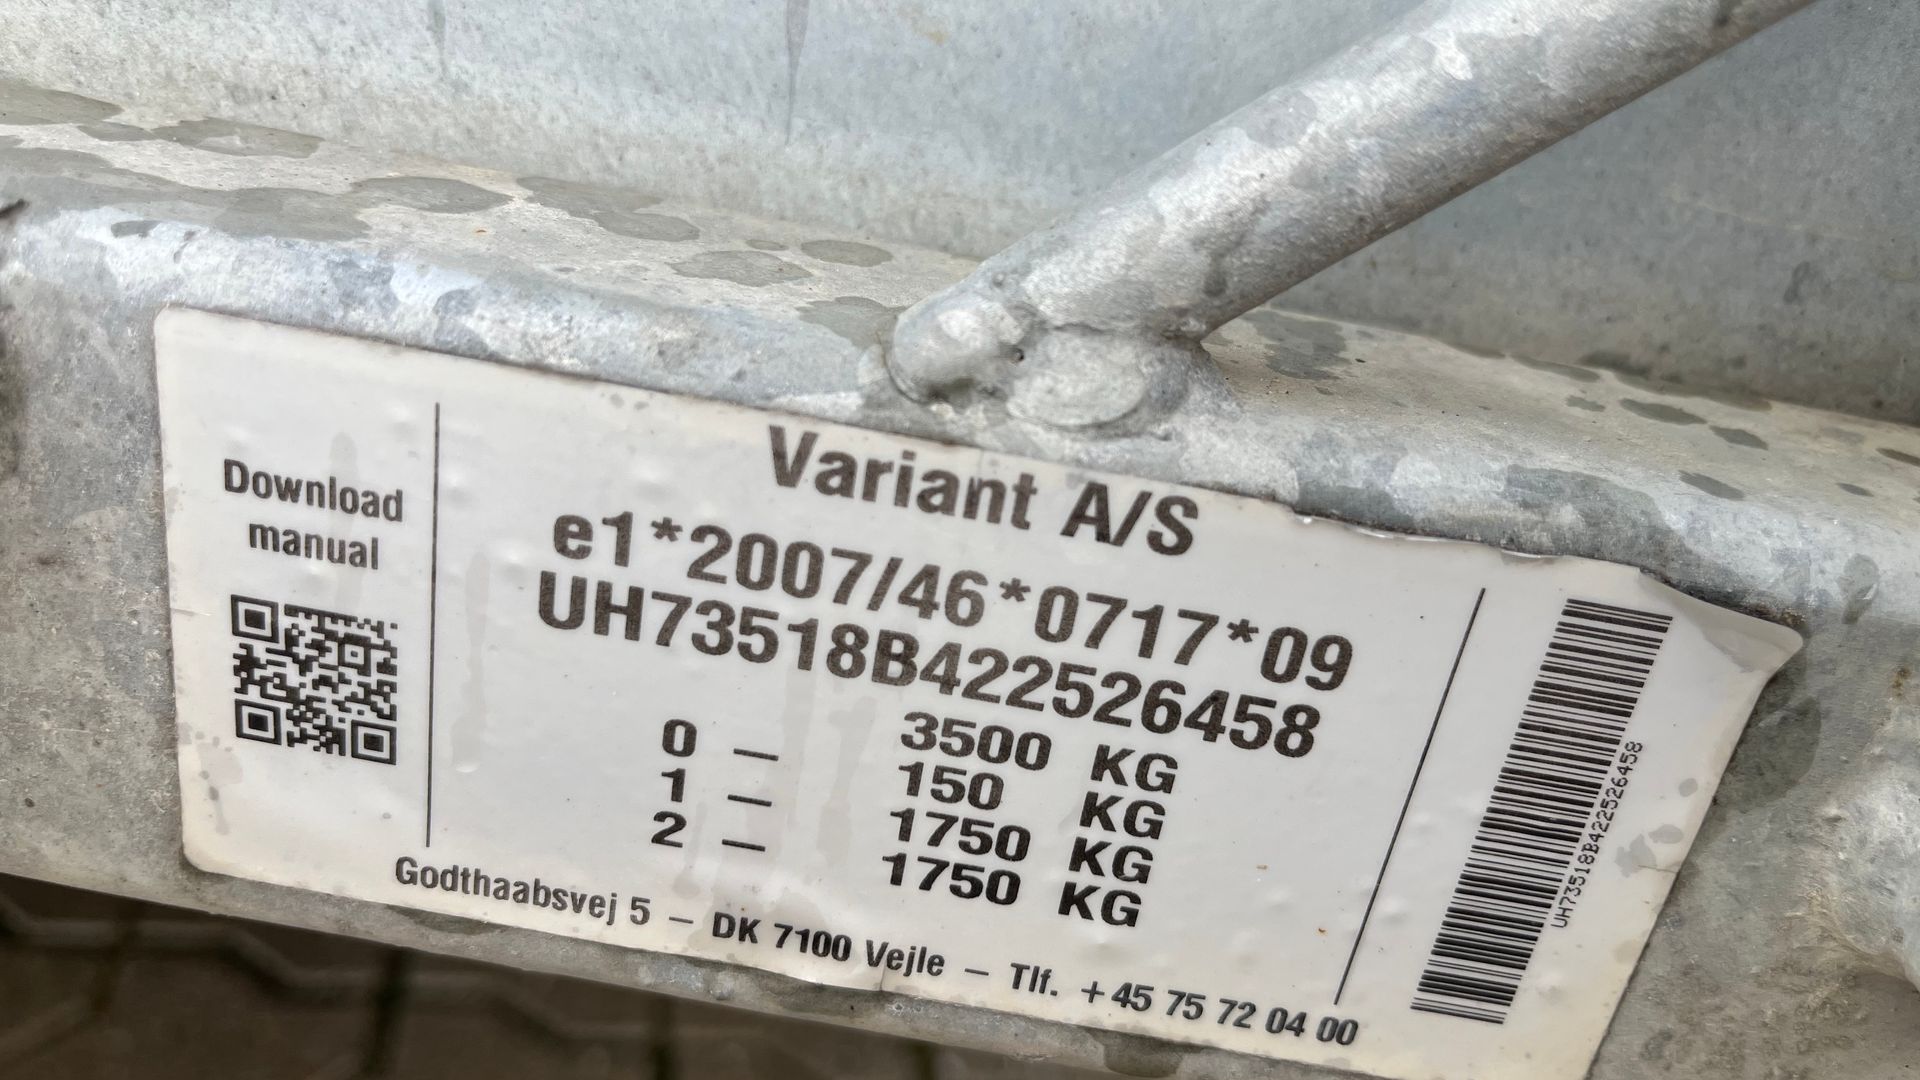 Download
manual
Variant A/S
e1*2007/46*0717*09
UH73518B422526458
3500 KG
0 – 150 KG
1 – 1750 KG
2 – 1750 KG
Godthaabsvej 5 – DK 7100 Vejle – Tlf. +45 75 72 04 00
UH73518B422526458